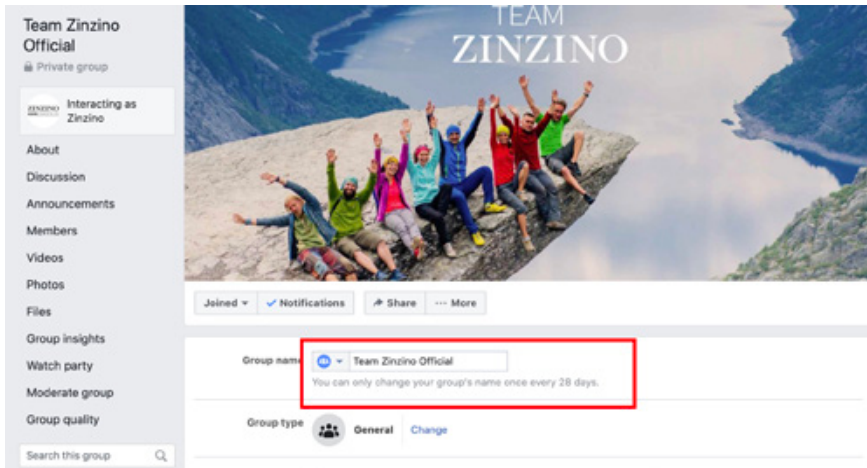 Team Zinzino
Official
Private group
ZINZINO
Interacting as
Zinzino
About
Discussion
Announcements
Members
Videos
Photos
Files
Group insights
Watch party
Moderate group
Group quality
Search this group
TEAM
ZINZINO
Joined
Notifications
Share
··· More
Group name
Team Zinzino Official
You can only change your group's name once every 28 days.
Group type
General
Change